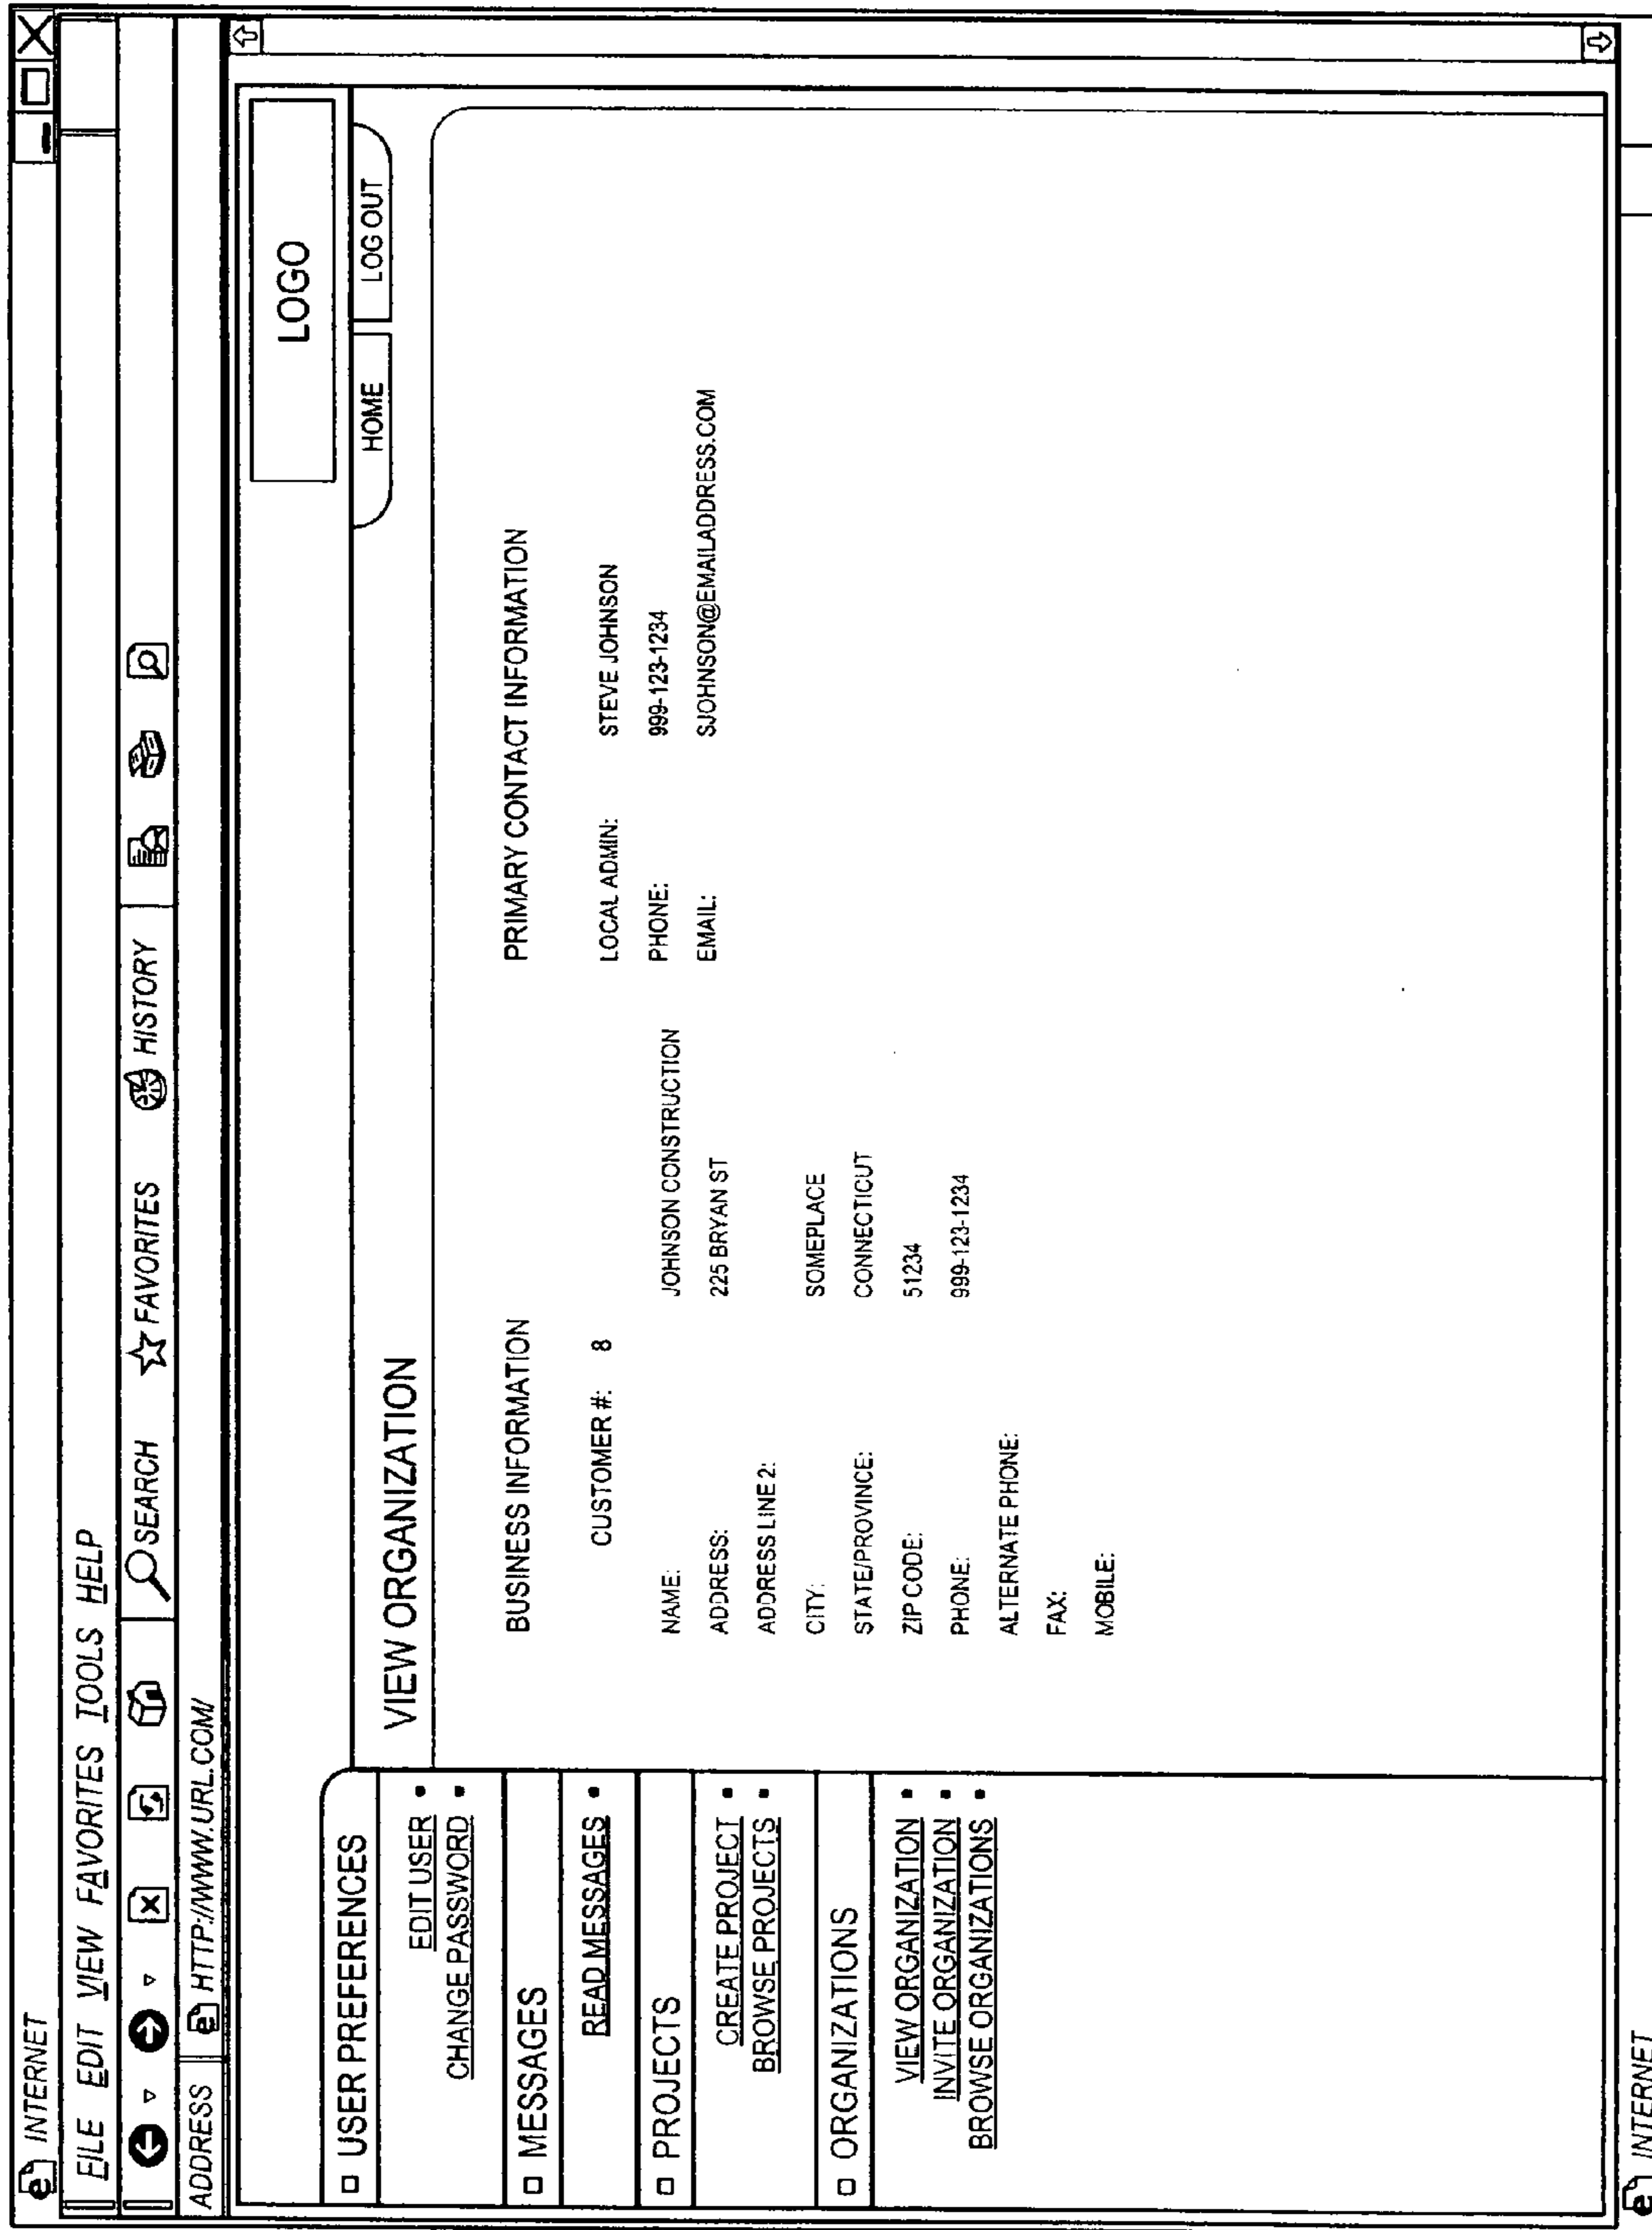 INTERNET
FILE EDIT VIEW FAVORITES TOOLS HELP
SEARCH FAVORITES HISTORY
ADDRESS HTTP://WWW.URL.COM/
LOGO
HOME LOG OUT
USER PREFERENCES
EDIT USER
CHANGE PASSWORD
MESSAGES
READ MESSAGES
PROJECTS
CREATE PROJECT
BROWSE PROJECTS
ORGANIZATIONS
VIEW ORGANIZATION
INVITE ORGANIZATION
BROWSE ORGANIZATIONS
VIEW ORGANIZATION
BUSINESS INFORMATION
CUSTOMER #: 8
NAME: JOHNSON CONSTRUCTION
ADDRESS: 225 BRYAN ST
ADDRESS LINE 2:
CITY: SOMEPLACE
STATE/PROVINCE: CONNECTICUT
ZIP CODE: 51234
PHONE: 999-123-1234
ALTERNATE PHONE:
FAX:
MOBILE:
PRIMARY CONTACT INFORMATION
LOCAL ADMIN: STEVE JOHNSON
PHONE: 999-123-1234
EMAIL: SJOHNSON@EMAILADDRESS.COM
INTERNET